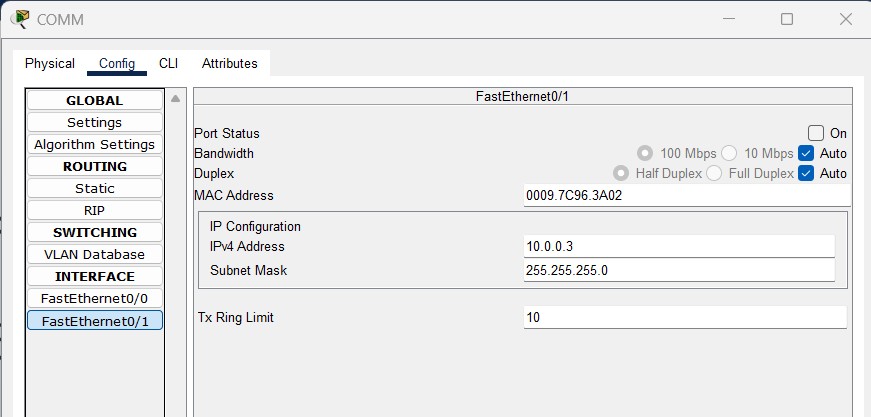 COMM
Physical Config CLI Attributes
GLOBAL
Settings
Algorithm Settings
ROUTING
Static
RIP
SWITCHING
VLAN Database
INTERFACE
FastEthernet0/0
FastEthernet0/1
FastEthernet0/1
Port Status On
Bandwidth 100 Mbps 10 Mbps Auto
Duplex Half Duplex Full Duplex Auto
MAC Address 0009.7C96.3A02
IP Configuration
IPv4 Address 10.0.0.3
Subnet Mask 255.255.255.0
Tx Ring Limit 10